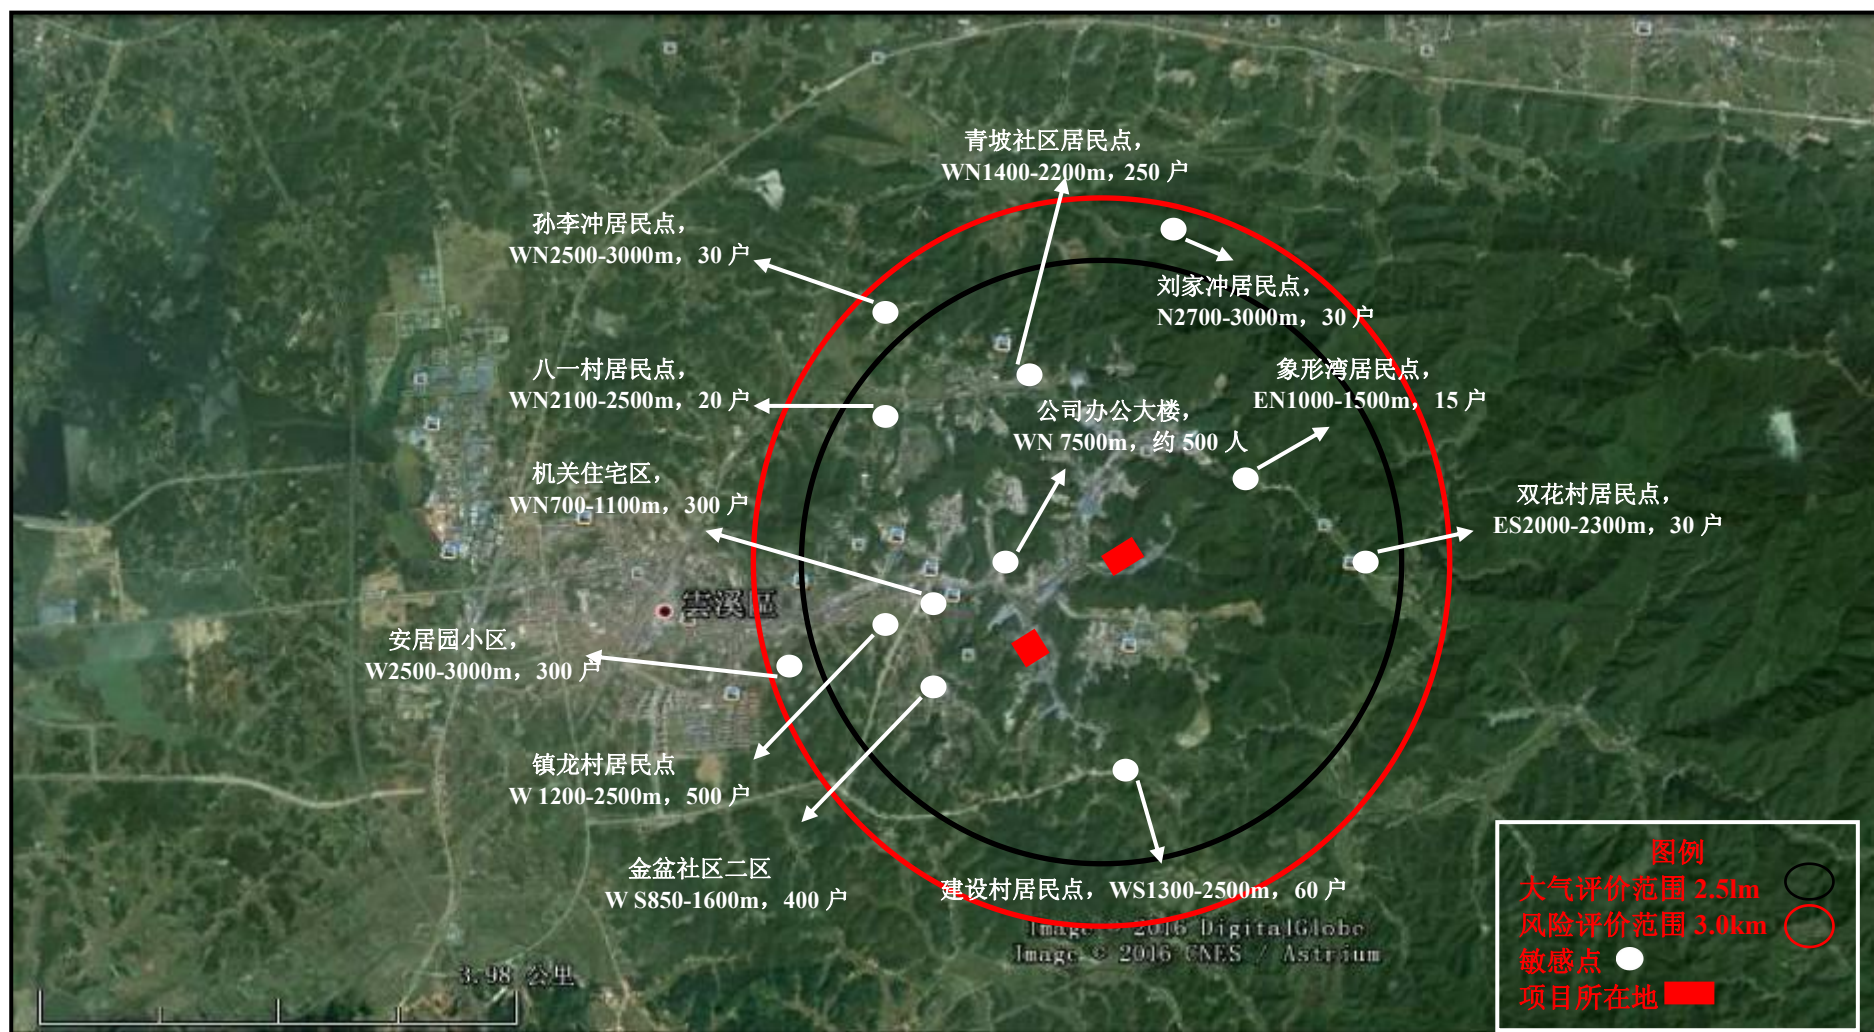 青坡社区居民点，
WN1400-2200m，250 户
孙李冲居民点，
WN2500-3000m，30 户
刘家冲居民点，
N2700-3000m，30 户
八一村居民点，
WN2100-2500m，20 户
象形湾居民点，
EN1000-1500m，15 户
公司办公大楼，
WN 7500m，约 500 人
机关住宅区，
WN700-1100m，300 户
双花村居民点，
ES2000-2300m，30 户
雲溪區
安居园小区，
W2500-3000m，300 户
镇龙村居民点
W 1200-2500m，500 户
金盆社区二区
W S850-1600m，400 户
建设村居民点，WS1300-2500m，60 户
Image © 2016 DigitalGlobe
Image © 2016 CNES / Astrium
3.98 公里
图例
大气评价范围 2.5lm
风险评价范围 3.0km
敏感点
项目所在地